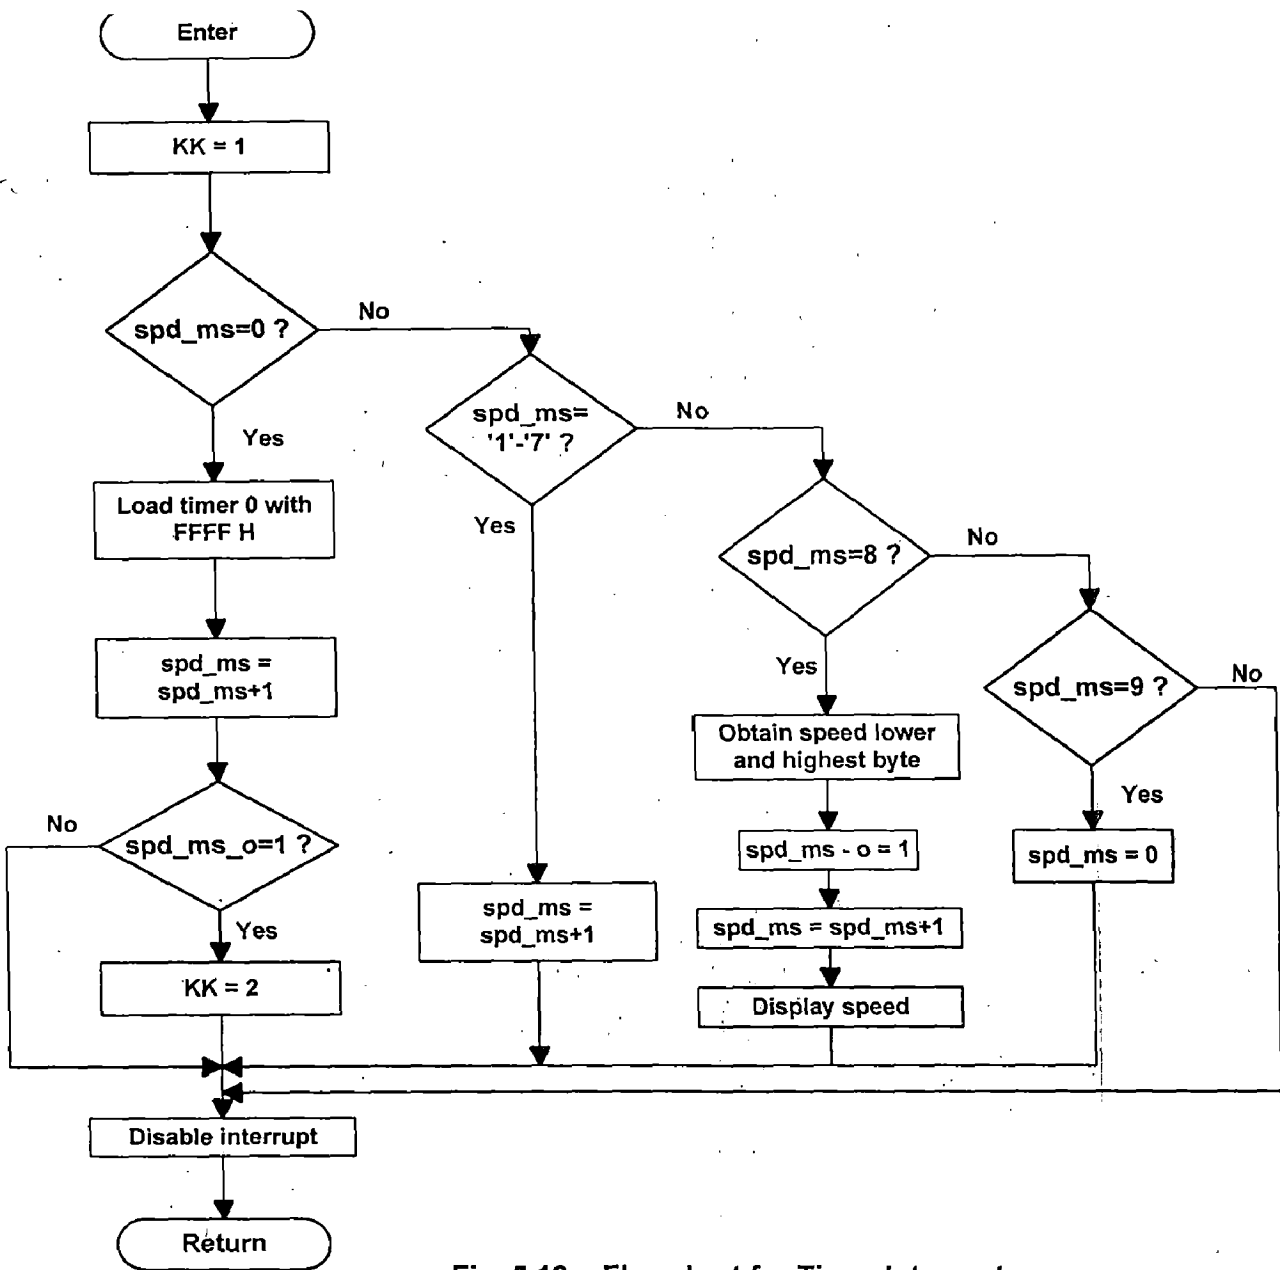 Enter
KK = 1
spd_ms=0 ?
No
Yes
Load timer 0 with
FFFF H
spd_ms =
spd_ms+1
spd_ms_o=1 ?
No
Yes
KK = 2
spd_ms=
'1'-'7' ?
No
Yes
spd_ms =
spd_ms+1
spd_ms=8 ?
No
Yes
Obtain speed lower
and highest byte
spd_ms - o = 1
spd_ms = spd_ms+1
Display speed
spd_ms=9 ?
No
Yes
spd_ms = 0
Disable interrupt
Return